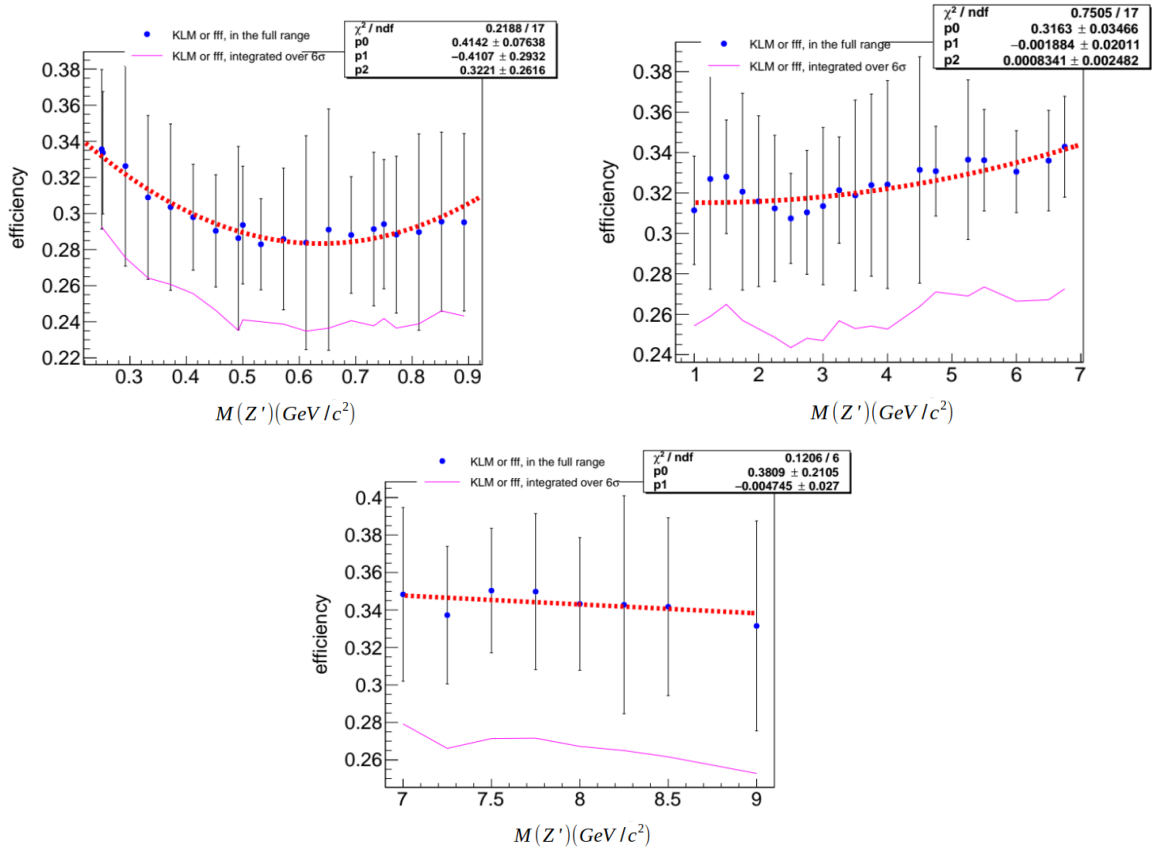 KLM or fff, in the full range
KLM or fff, integrated over 6σ
χ² / ndf 0.2188 / 17
p0 0.4142 ± 0.07638
p1 −0.4107 ± 0.2932
p2 0.3221 ± 0.2616
0.38
0.36
0.34
0.32
0.3
0.28
0.26
0.24
0.22
efficiency
0.3 0.4 0.5 0.6 0.7 0.8 0.9
M(Z')(GeV/c²)
KLM or fff, in the full range
KLM or fff, integrated over 6σ
χ² / ndf 0.7505 / 17
p0 0.3163 ± 0.03466
p1 −0.001884 ± 0.02011
p2 0.0008341 ± 0.002482
0.38
0.36
0.34
0.32
0.3
0.28
0.26
0.24
efficiency
1 2 3 4 5 6 7
M(Z')(GeV/c²)
KLM or fff, in the full range
KLM or fff, integrated over 6σ
χ² / ndf 0.1206 / 6
p0 0.3809 ± 0.2105
p1 −0.004745 ± 0.027
0.4
0.38
0.36
0.34
0.32
0.3
0.28
0.26
efficiency
7 7.5 8 8.5 9
M(Z')(GeV/c²)